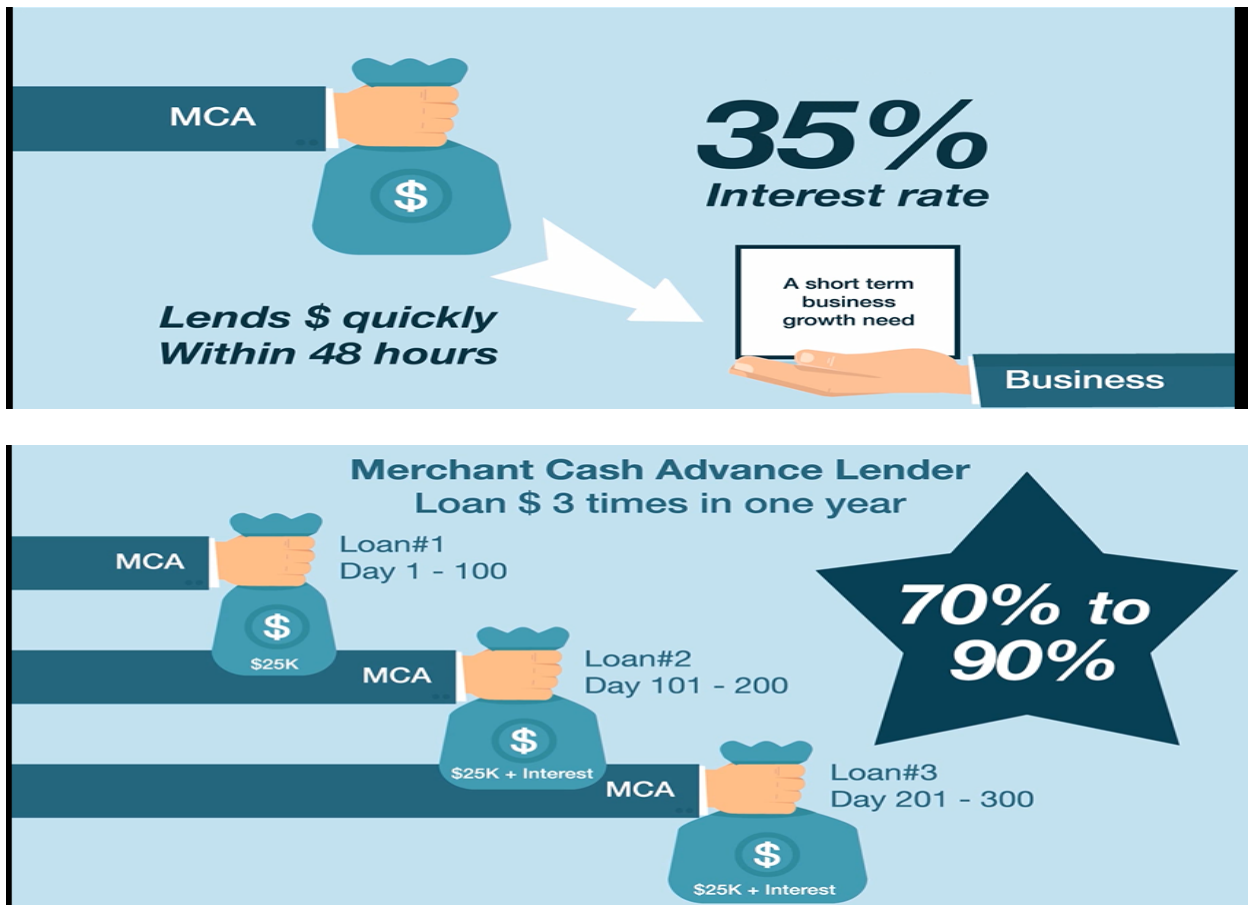 MCA
$
35%
Interest rate
Lends $ quickly
Within 48 hours
A short term
business
growth need
Business
Merchant Cash Advance Lender
Loan $ 3 times in one year
MCA
Loan#1
Day 1 - 100
$
$25K
70% to
90%
MCA
Loan#2
Day 101 - 200
$
$25K + Interest
MCA
Loan#3
Day 201 - 300
$
$25K + Interest